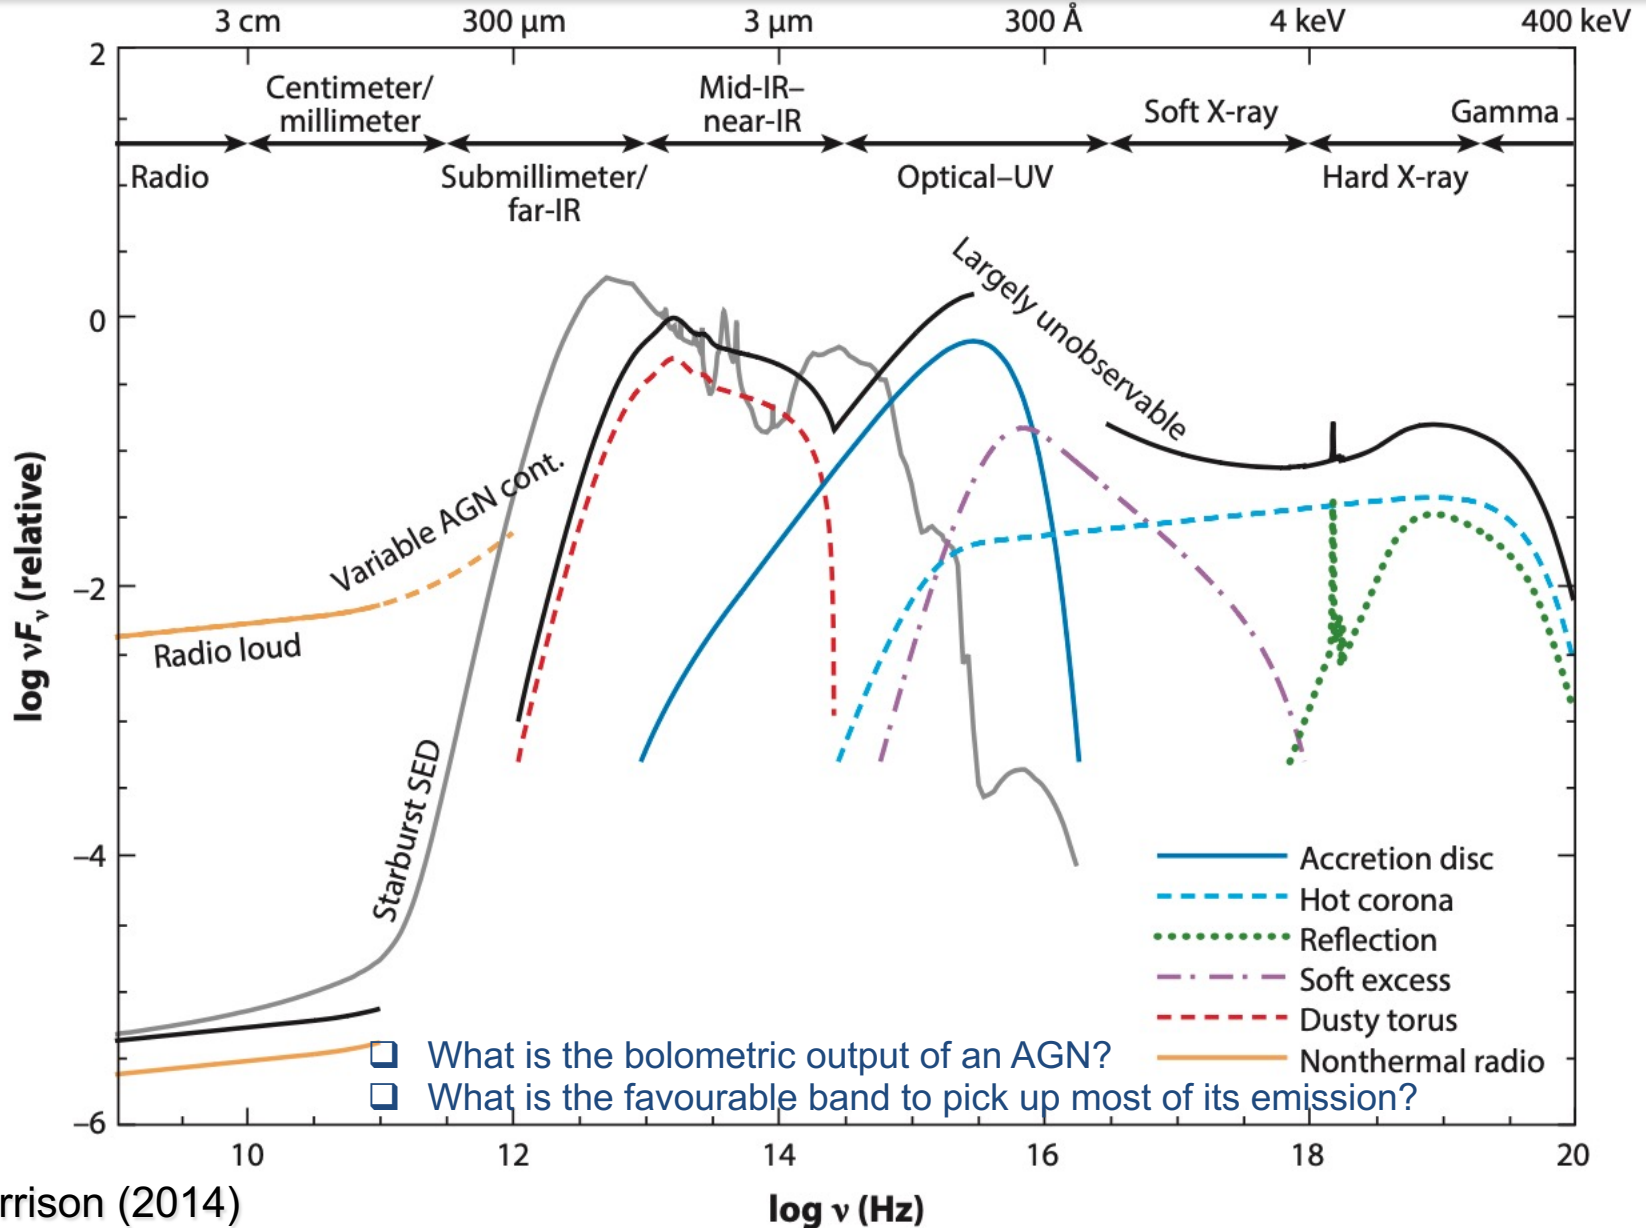 3 cm 300 μm 3 μm 300 Å 4 keV 400 keV
Centimeter/
millimeter
Mid-IR–
near-IR
Soft X-ray
Gamma
Radio
Submillimeter/
far-IR
Optical–UV
Hard X-ray
Largely unobservable
Variable AGN cont.
Radio loud
Starburst SED
log νFν (relative)
2
0
−2
−4
−6
Accretion disc
Hot corona
Reflection
Soft excess
Dusty torus
Nonthermal radio
❑ What is the bolometric output of an AGN?
❑ What is the favourable band to pick up most of its emission?
10 12 14 16 18 20
log ν (Hz)
rrison (2014)